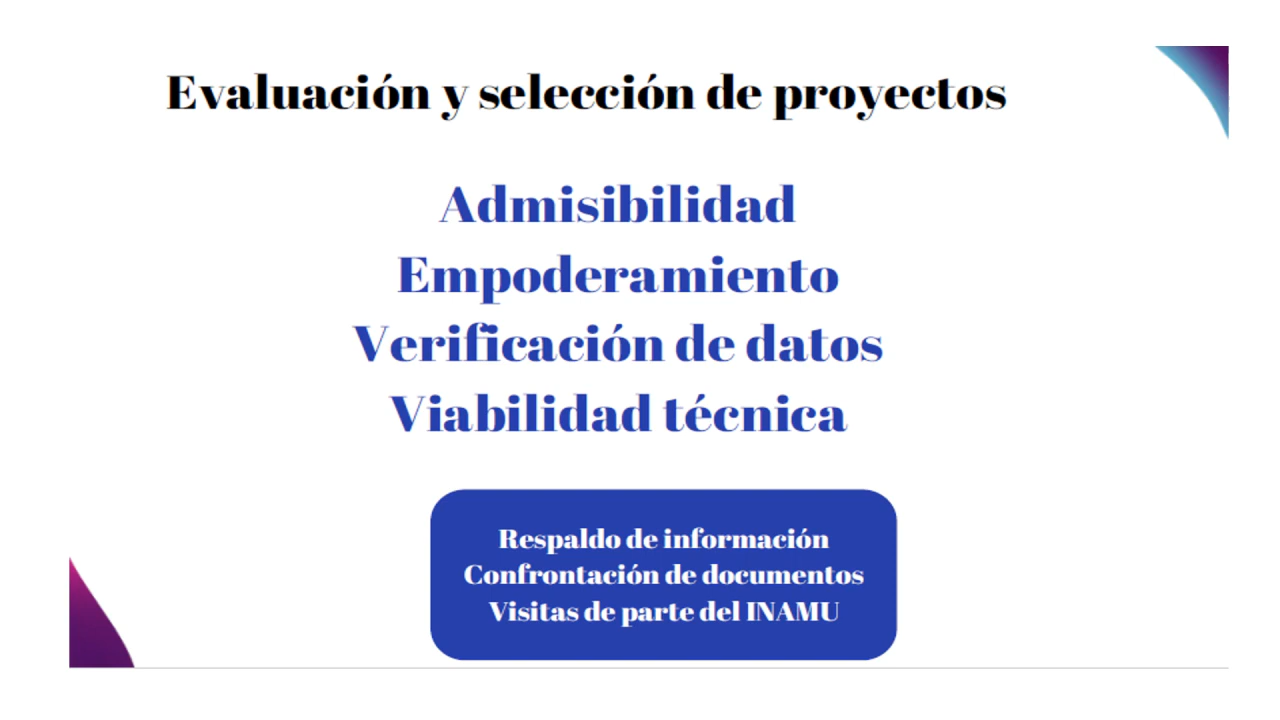 Evaluación y selección de proyectos
Admisibilidad
Empoderamiento
Verificación de datos
Viabilidad técnica
Respaldo de información
Confrontación de documentos
Visitas de parte del INAMU